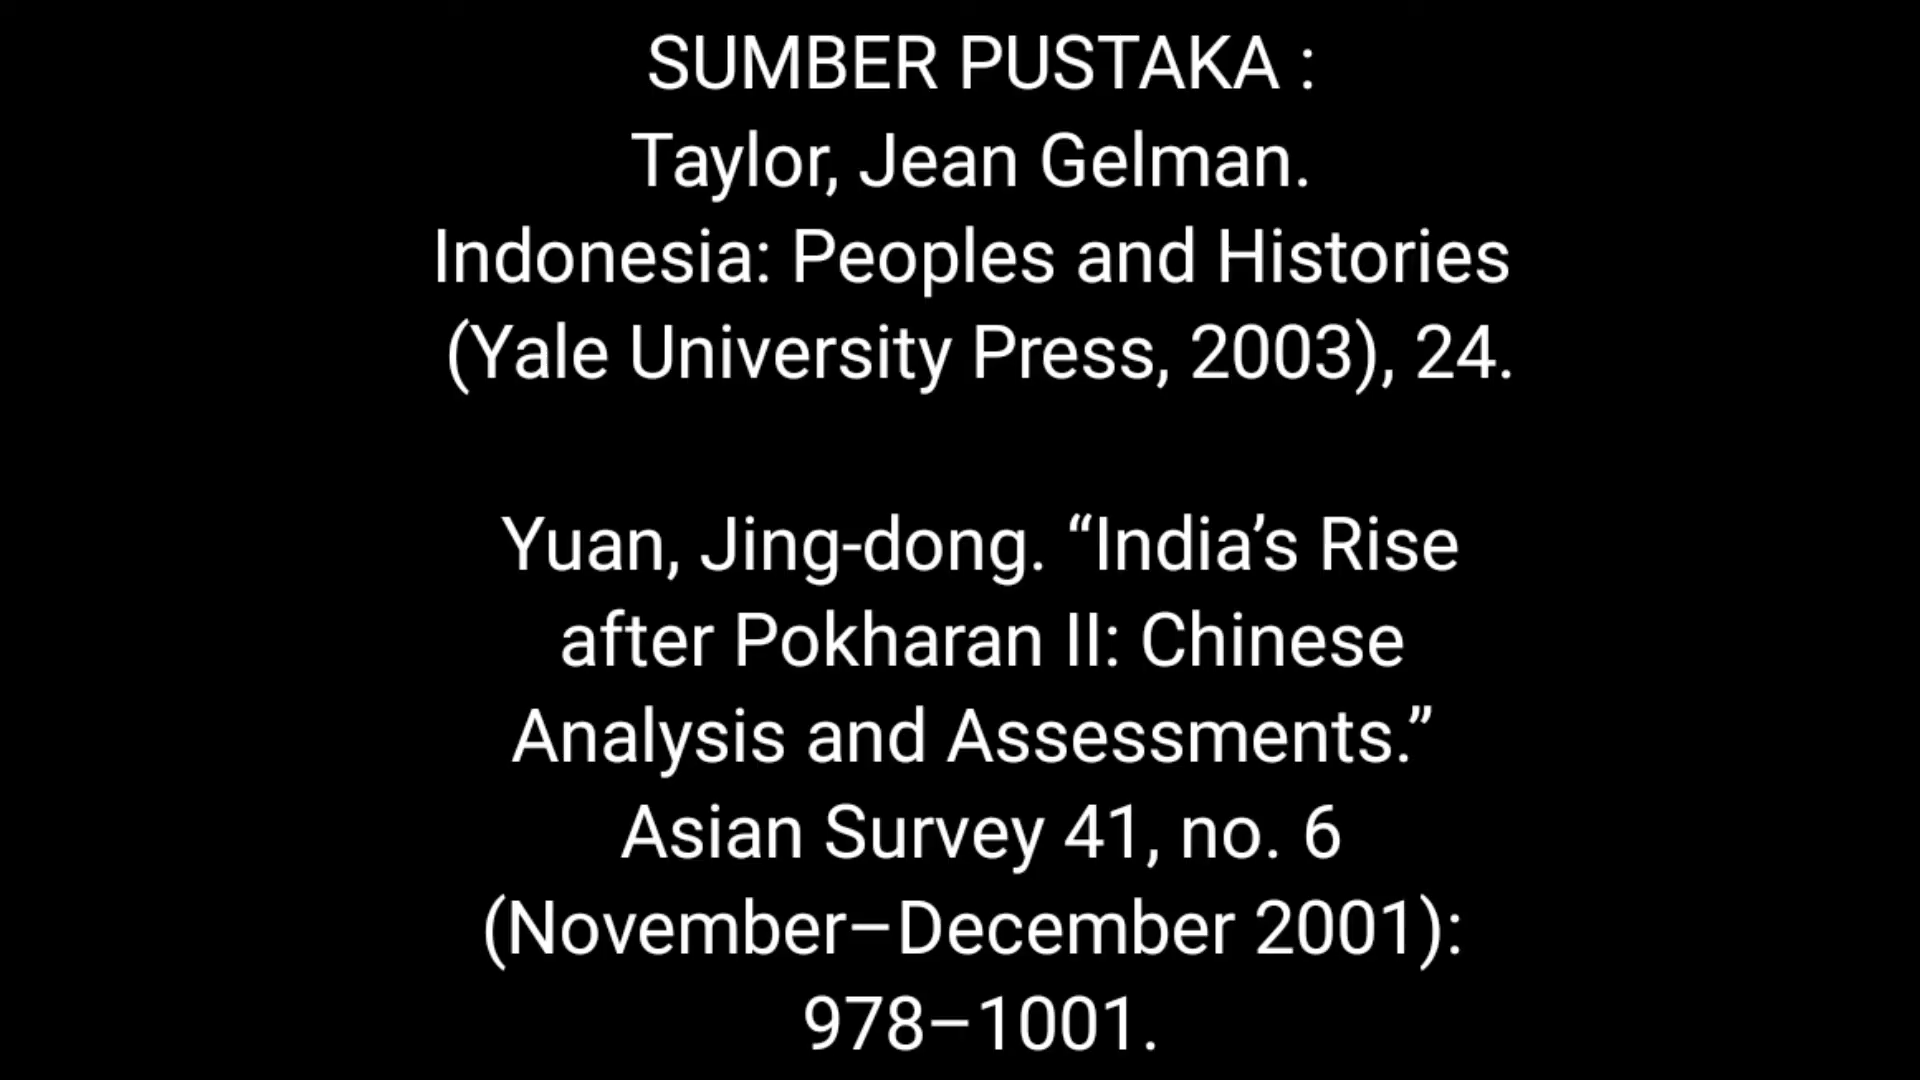 SUMBER PUSTAKA :
Taylor, Jean Gelman.
Indonesia: Peoples and Histories
(Yale University Press, 2003), 24.
Yuan, Jing-dong. “India’s Rise
after Pokharan II: Chinese
Analysis and Assessments.”
Asian Survey 41, no. 6
(November–December 2001):
978–1001.